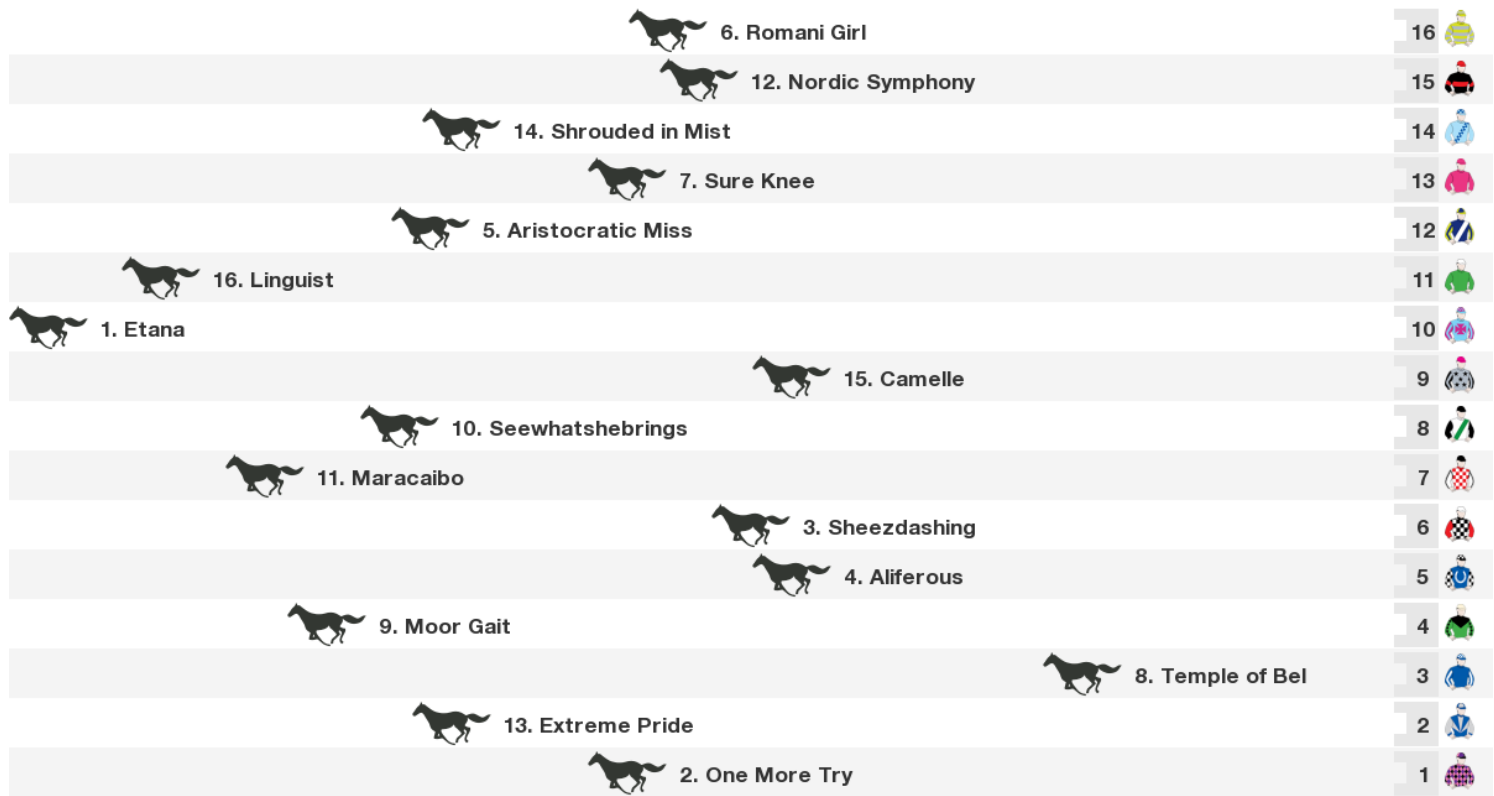 6. Romani Girl 16
12. Nordic Symphony 15
14. Shrouded in Mist 14
7. Sure Knee 13
5. Aristocratic Miss 12
16. Linguist 11
1. Etana 10
15. Camelle 9
10. Seewhatshebrings 8
11. Maracaibo 7
3. Sheezdashing 6
4. Aliferous 5
9. Moor Gait 4
8. Temple of Bel 3
13. Extreme Pride 2
2. One More Try 1